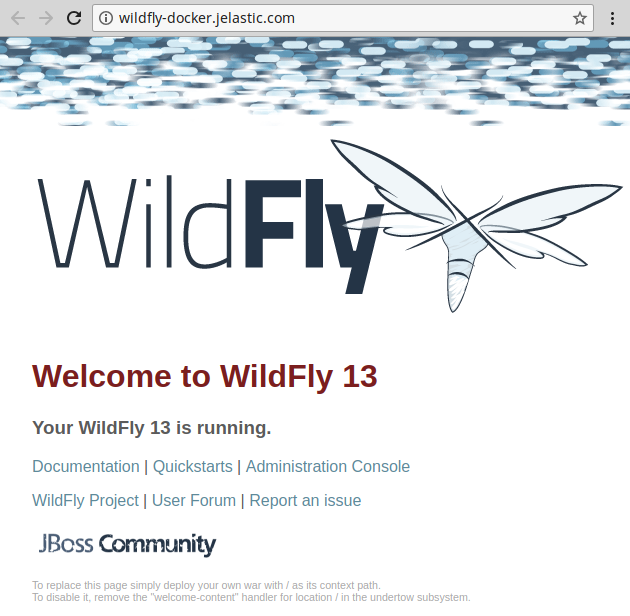 wildfly-docker.jelastic.com
WildFly
Welcome to WildFly 13
Your WildFly 13 is running.
Documentation | Quickstarts | Administration Console
WildFly Project | User Forum | Report an issue
JBoss Community
To replace this page simply deploy your own war with / as its context path.
To disable it, remove the "welcome-content" handler for location / in the undertow subsystem.